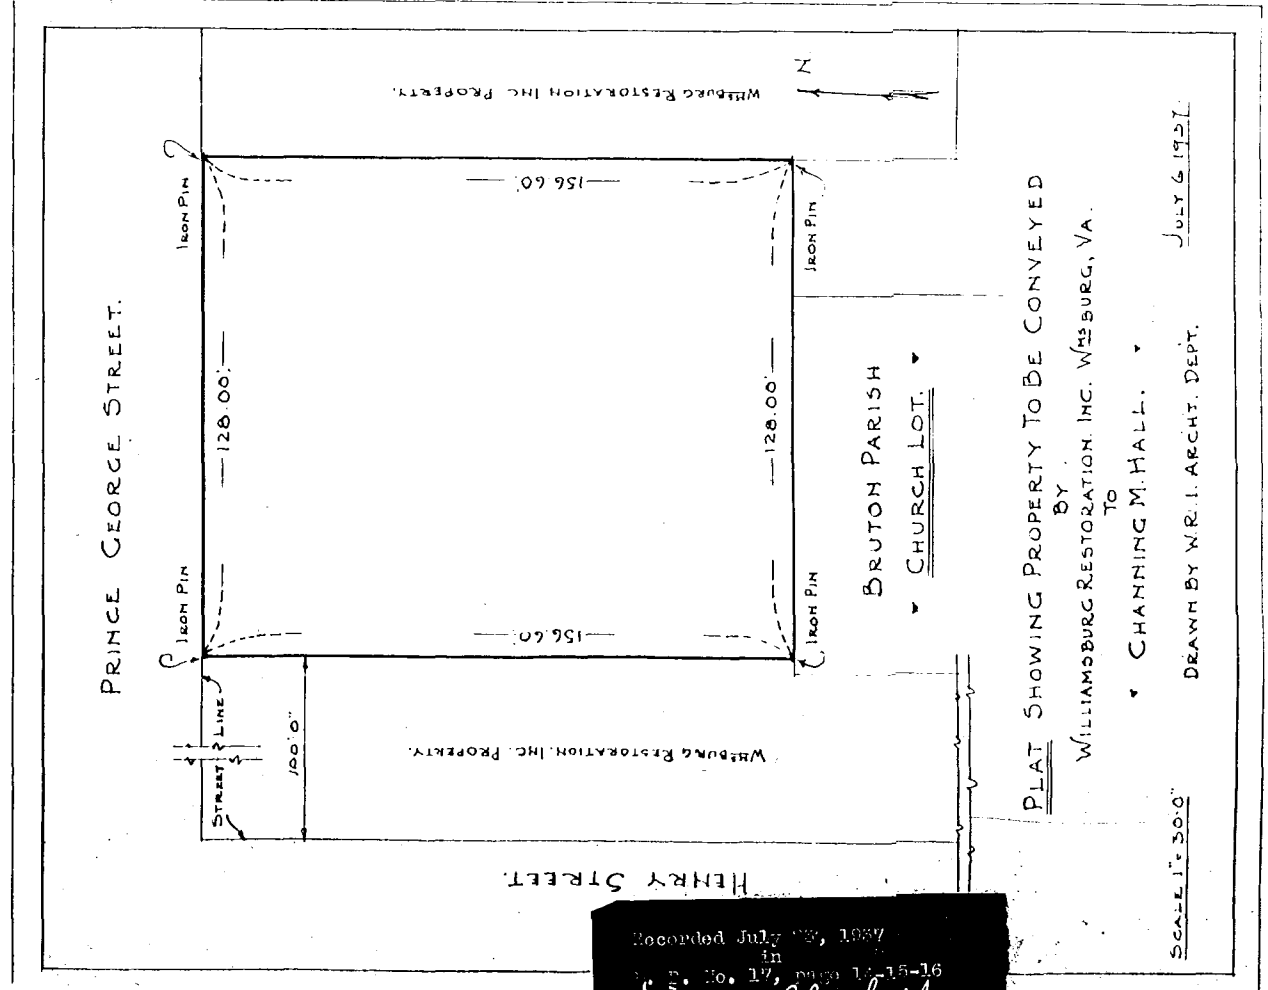 PRINCE GEORGE STREET.
WMSBURG RESTORATION INC. PROPERTY.
N
IRON PIN
IRON PIN
IRON PIN
IRON PIN
156.60'
128.00'
128.00'
156.60'
STREET LINE
100'0"
WMSBURG RESTORATION. INC. PROPERTY.
HENRY STREET.
BRUTON PARISH
CHURCH LOT.
PLAT SHOWING PROPERTY TO BE CONVEYED
BY
WILLIAMSBURG RESTORATION. INC. WMSBURG, VA.
TO
CHANNING M. HALL.
DRAWN BY W.R.I. ARCHT. DEPT.
JULY 6 1937.
SCALE 1"= 30'-0"
Recorded July , 1937
in
No. 17, page 14-15-16